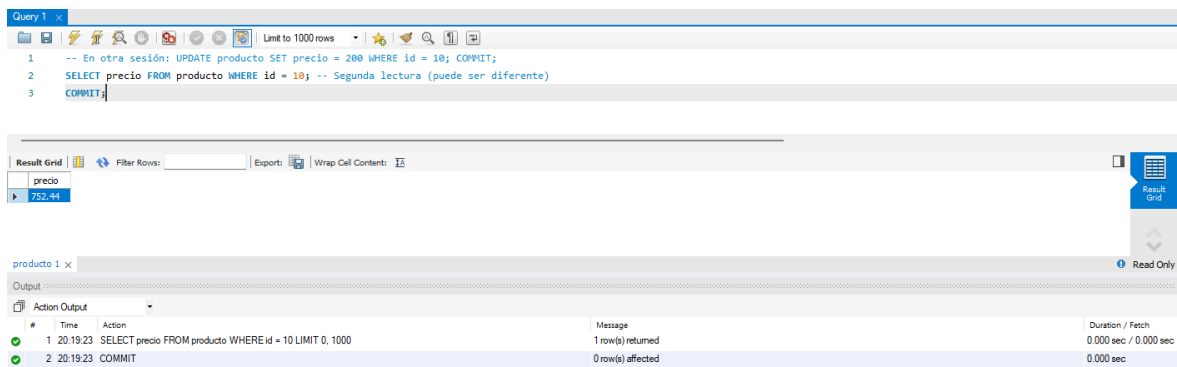 Query 1
Limit to 1000 rows
1 -- En otra sesión: UPDATE producto SET precio = 200 WHERE id = 10; COMMIT;
2 SELECT precio FROM producto WHERE id = 10; -- Segunda lectura (puede ser diferente)
3 COMMIT;
Result Grid Filter Rows: Export: Wrap Cell Content:
precio
752.44
Result Grid
producto 1
Read Only
Output
Action Output
# Time Action Message Duration / Fetch
1 20:19:23 SELECT precio FROM producto WHERE id = 10 LIMIT 0, 1000 1 row(s) returned 0.000 sec / 0.000 sec
2 20:19:23 COMMIT 0 row(s) affected 0.000 sec